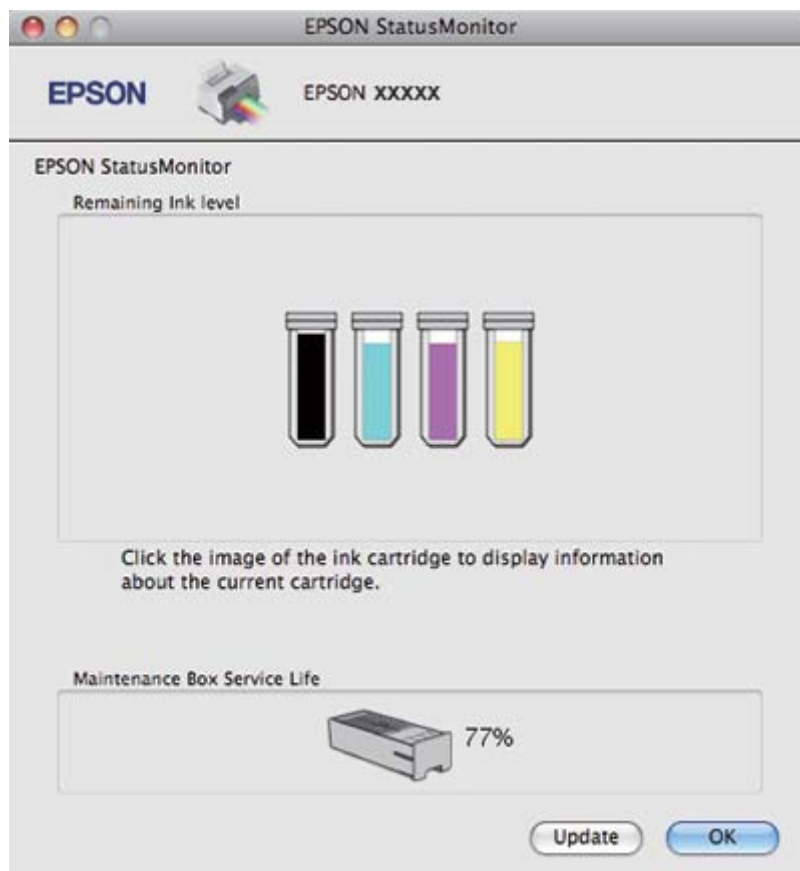 EPSON StatusMonitor
EPSON
EPSON XXXXX
EPSON StatusMonitor
Remaining Ink level
Click the image of the ink cartridge to display information
about the current cartridge.
Maintenance Box Service Life
77%
Update
OK